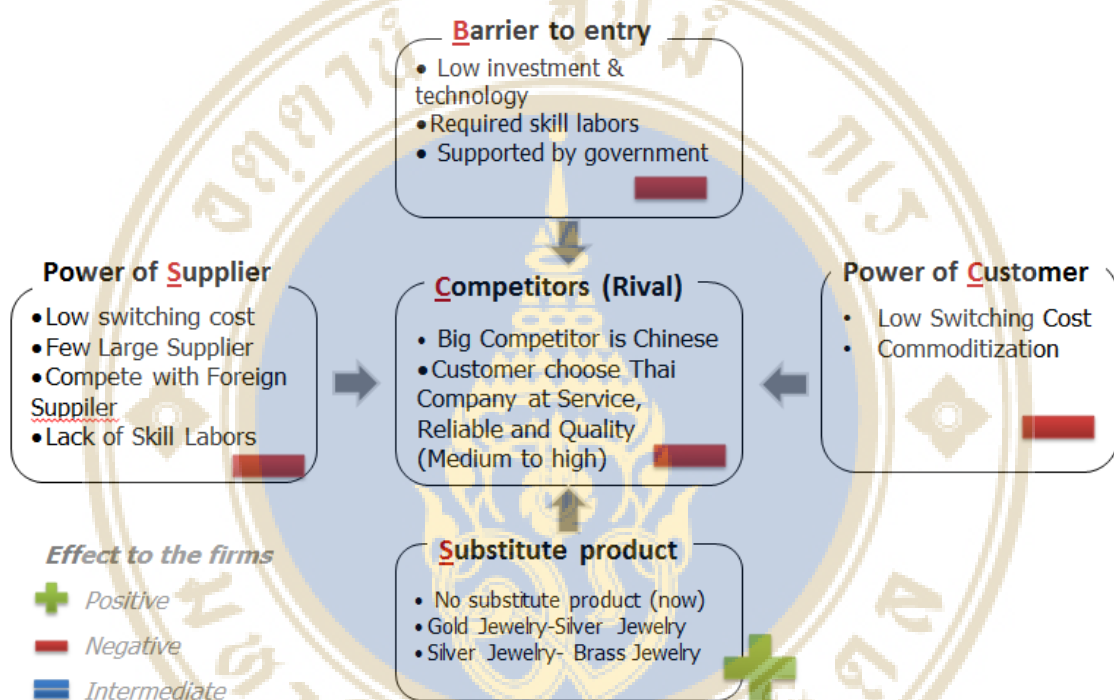 Barrier to entry
• Low investment &
technology
• Required skill labors
• Supported by government
Power of Supplier
• Low switching cost
• Few Large Supplier
• Compete with Foreign
Suppiler
• Lack of Skill Labors
Competitors (Rival)
• Big Competitor is Chinese
• Customer choose Thai
Company at Service,
Reliable and Quality
(Medium to high)
Power of Customer
• Low Switching Cost
• Commoditization
Substitute product
• No substitute product (now)
• Gold Jewelry-Silver Jewelry
• Silver Jewelry- Brass Jewelry
Effect to the firms
Positive
Negative
Intermediate